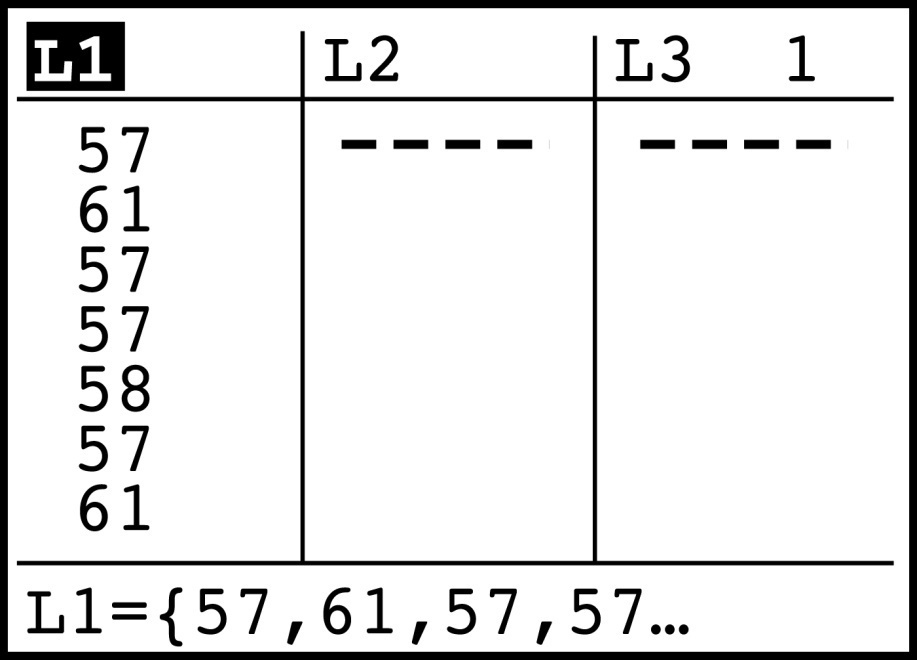 L1 L2 L3 1
57 ---- ----
61
57
57
58
57
61
L1={57,61,57,57…